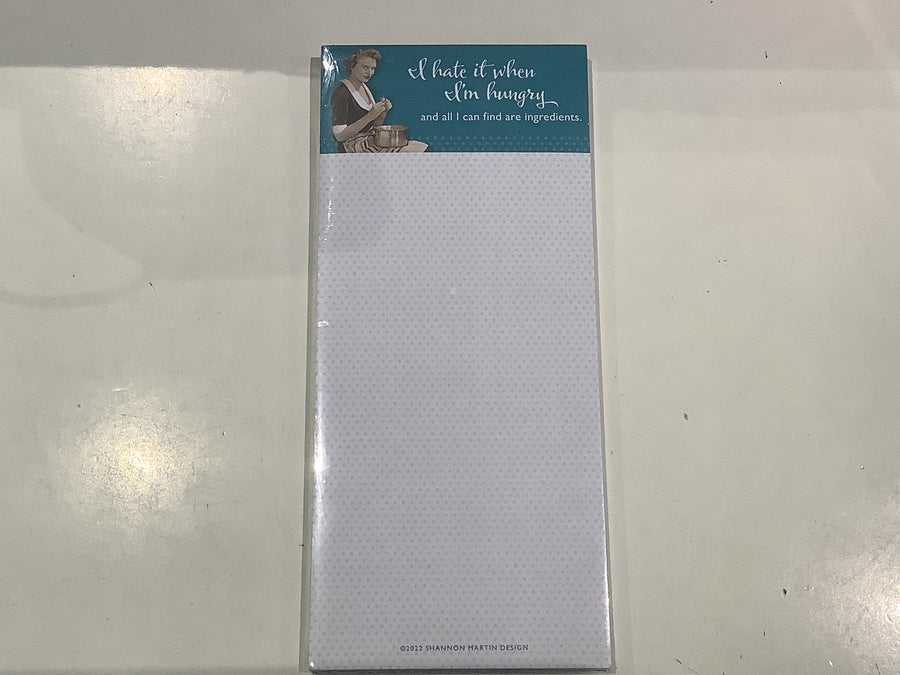 I hate it when
I'm hungry
and all I can find are ingredients.
©2022 SHANNON MARTIN DESIGN